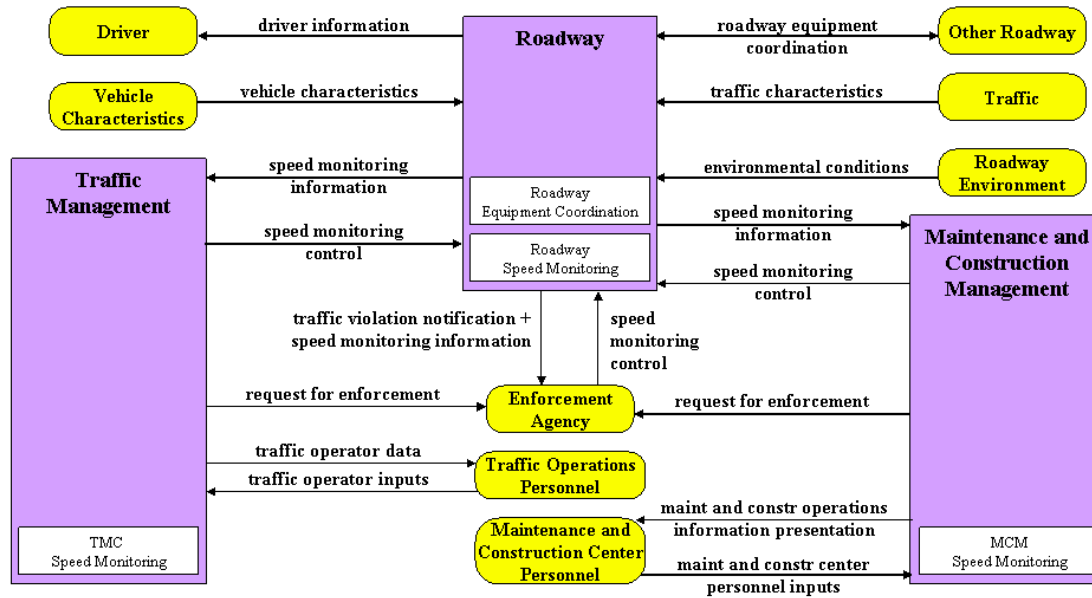 Driver
driver information
Roadway
roadway equipment
coordination
Other Roadway
Vehicle
Characteristics
vehicle characteristics
traffic characteristics
Traffic
Traffic
Management
speed monitoring
information
environmental conditions
Roadway
Environment
Roadway
Equipment Coordination
speed monitoring
control
Roadway
Speed Monitoring
speed monitoring
information
Maintenance and
Construction
Management
speed monitoring
control
traffic violation notification +
speed monitoring information
speed
monitoring
control
request for enforcement
Enforcement
Agency
request for enforcement
traffic operator data
traffic operator inputs
Traffic Operations
Personnel
maint and constr operations
information presentation
Maintenance and
Construction Center
Personnel
maint and constr center
personnel inputs
TMC
Speed Monitoring
MCM
Speed Monitoring